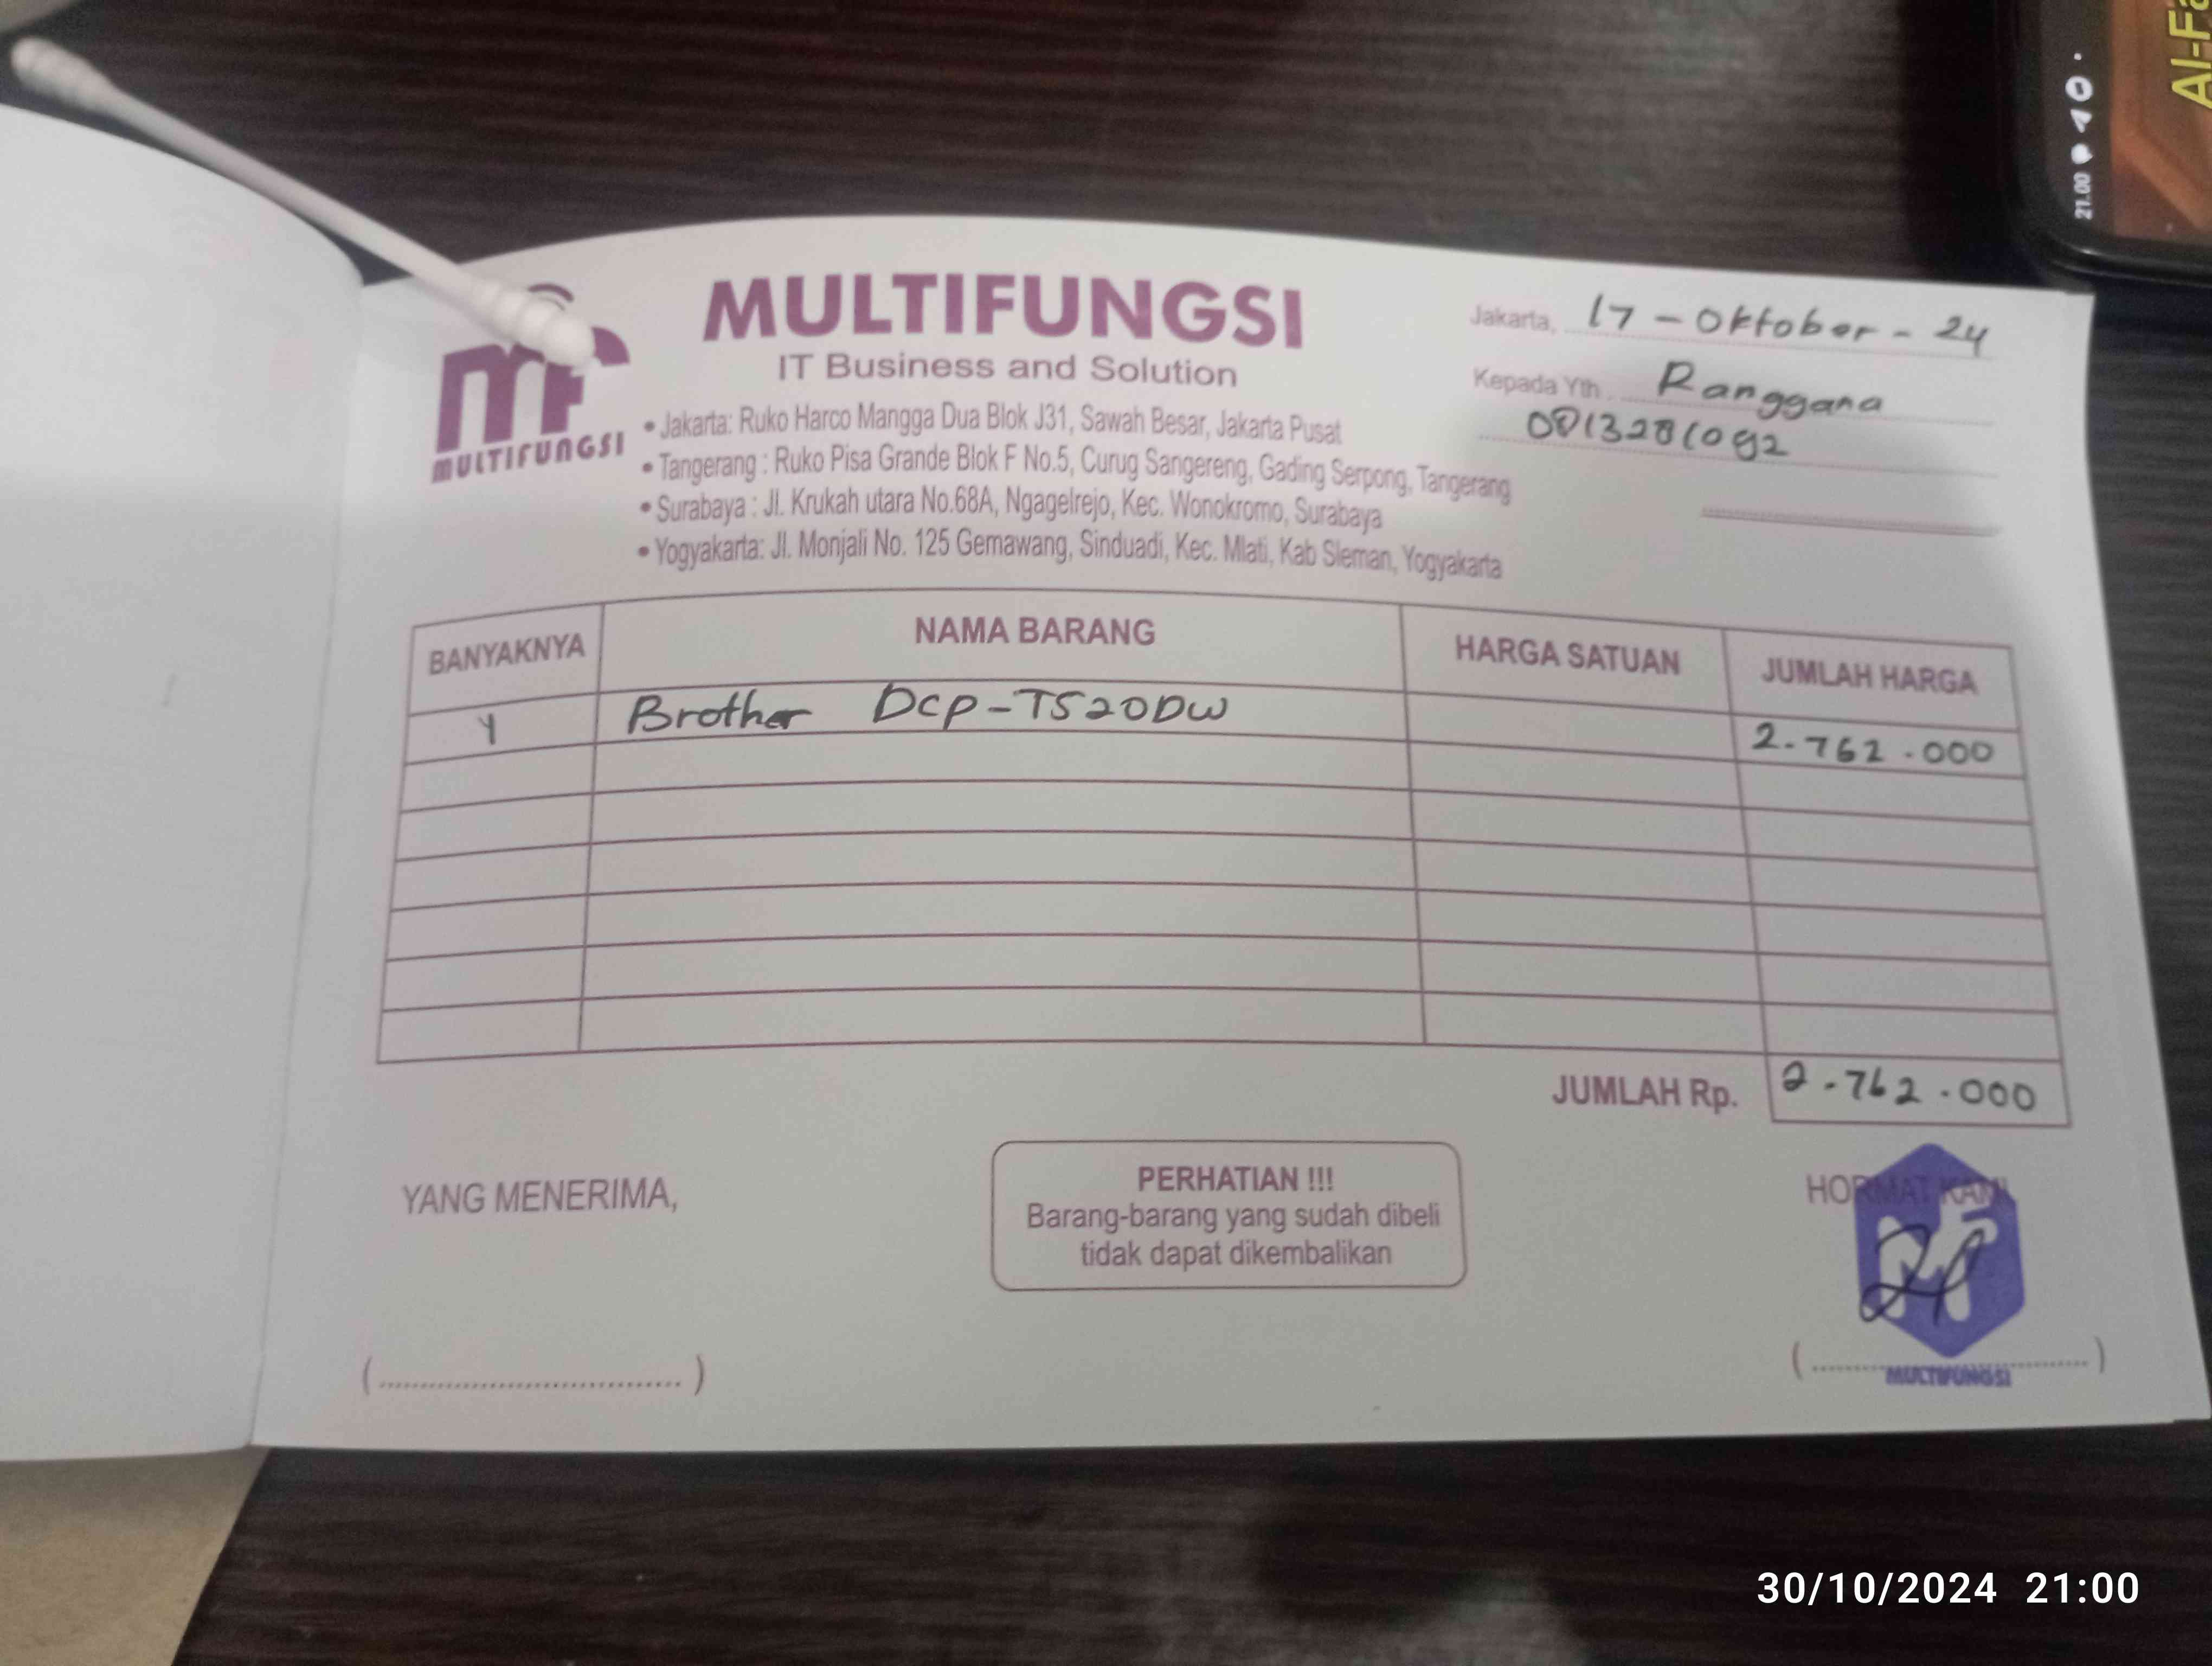 MULTIFUNGSI
IT Business and Solution
MULTIFUNGSI
• Jakarta: Ruko Harco Mangga Dua Blok J31, Sawah Besar, Jakarta Pusat
• Tangerang : Ruko Pisa Grande Blok F No.5, Curug Sangereng, Gading Serpong, Tangerang
• Surabaya : Jl. Krukah utara No.68A, Ngagelrejo, Kec. Wonokromo, Surabaya
• Yogyakarta: Jl. Monjali No. 125 Gemawang, Sinduadi, Kec. Mlati, Kab Sleman, Yogyakarta
Jakarta, 17 - Oktober - 24
Kepada Yth. Ranggana
BANYAKNYA NAMA BARANG HARGA SATUAN JUMLAH HARGA
Brother DCP-T520DW 2.762.000
JUMLAH Rp. 2.762.000
YANG MENERIMA,
PERHATIAN !!!
Barang-barang yang sudah dibeli
tidak dapat dikembalikan
HORMAT KAMI
(..............................)
(..............................)
MULTIFUNGSI
21.00
Al-Fa
30/10/2024 21:00